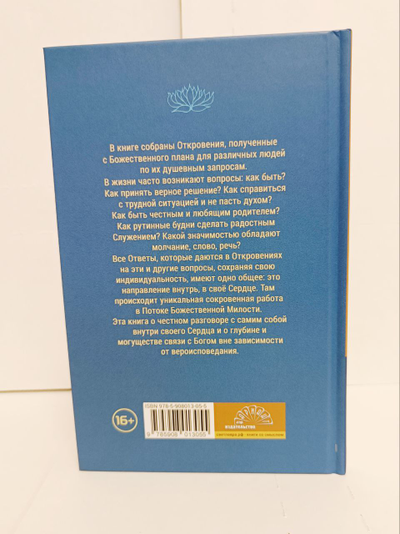 В книге собраны Откровения, полученные
с Божественного плана для различных людей
по их душевным запросам.
В жизни часто возникают вопросы: как быть?
Как принять верное решение? Как справиться
с трудной ситуацией и не пасть духом?
Как быть честным и любящим родителем?
Как рутинные будни сделать радостным
Служением? Какой значимостью обладают
молчание, слово, речь?
Все Ответы, которые даются в Откровениях
на эти и другие вопросы, сохраняя свою
индивидуальность, имеют одно общее: это
направление внутрь, в своё Сердце. Там
происходит уникальная сокровенная работа
в Потоке Божественной Милости.
Эта книга о честном разговоре с самим собой
внутри своего Сердца и о глубине и
могуществе связи с Богом вне зависимости
от вероисповедания.
16+
ИЗДАТЕЛЬСТВО